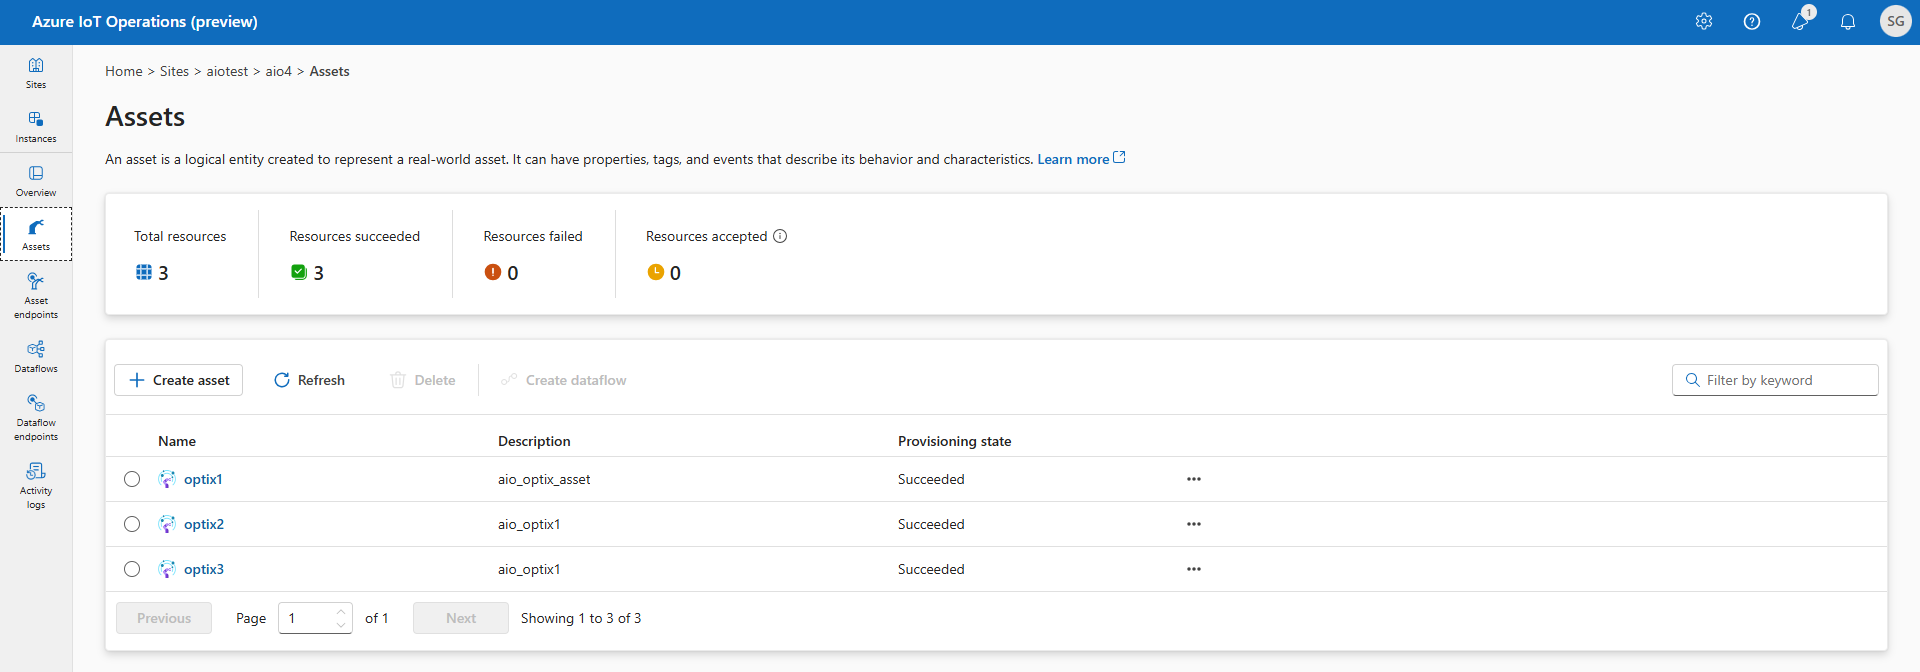 Azure IoT Operations (preview)
1
SG
Sites
Instances
Overview
Assets
Asset
endpoints
Dataflows
Dataflow
endpoints
Activity
logs
Home > Sites > aiotest > aio4 > Assets
Assets
An asset is a logical entity created to represent a real-world asset. It can have properties, tags, and events that describe its behavior and characteristics. Learn more
Total resources
3
Resources succeeded
3
Resources failed
0
Resources accepted
0
Create asset
Refresh
Delete
Create dataflow
Filter by keyword
Name Description Provisioning state
optix1 aio_optix_asset Succeeded
optix2 aio_optix1 Succeeded
optix3 aio_optix1 Succeeded
Previous Page 1 of 1 Next Showing 1 to 3 of 3